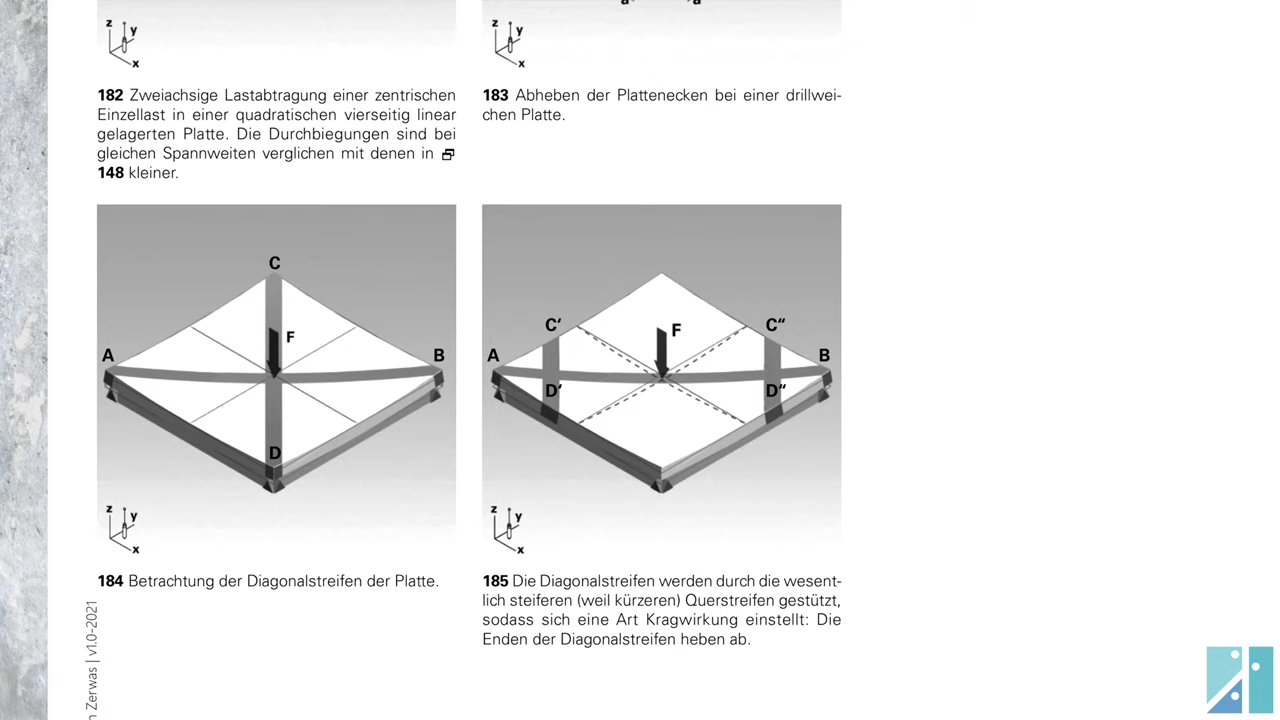 z
y
x
a
a
z
y
x
182 Zweiachsige Lastabtragung einer zentrischen
Einzellast in einer quadratischen vierseitig linear
gelagerten Platte. Die Durchbiegungen sind bei
gleichen Spannweiten verglichen mit denen in
148 kleiner.
183 Abheben der Plattenecken bei einer drillwei-
chen Platte.
C
F
A
B
D
z
y
x
184 Betrachtung der Diagonalstreifen der Platte.
C‘
C“
F
A
B
D‘
D“
z
y
x
185 Die Diagonalstreifen werden durch die wesent-
lich steiferen (weil kürzeren) Querstreifen gestützt,
sodass sich eine Art Kragwirkung einstellt: Die
Enden der Diagonalstreifen heben ab.
Zerwas | v1.0-2021